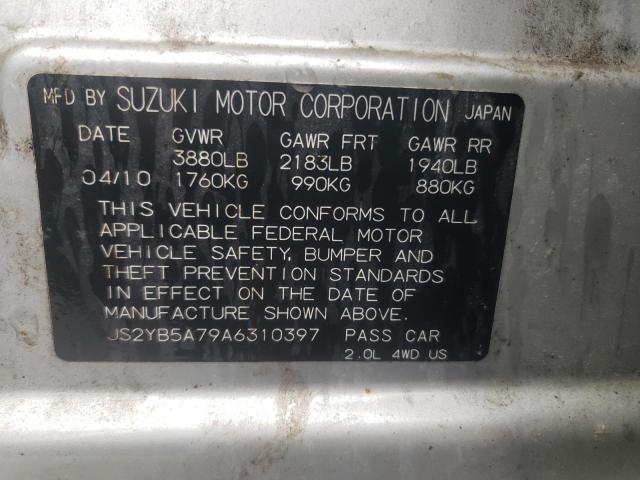 MFD BY SUZUKI MOTOR CORPORATION JAPAN
DATE GVWR GAWR FRT GAWR RR
3880LB 2183LB 1940LB
04/10 1760KG 990KG 880KG
THIS VEHICLE CONFORMS TO ALL
APPLICABLE FEDERAL MOTOR
VEHICLE SAFETY, BUMPER AND
THEFT PREVENTION STANDARDS
IN EFFECT ON THE DATE OF
MANUFACTURE SHOWN ABOVE.
JS2YB5A79A6310397 PASS CAR
2.0L 4WD US